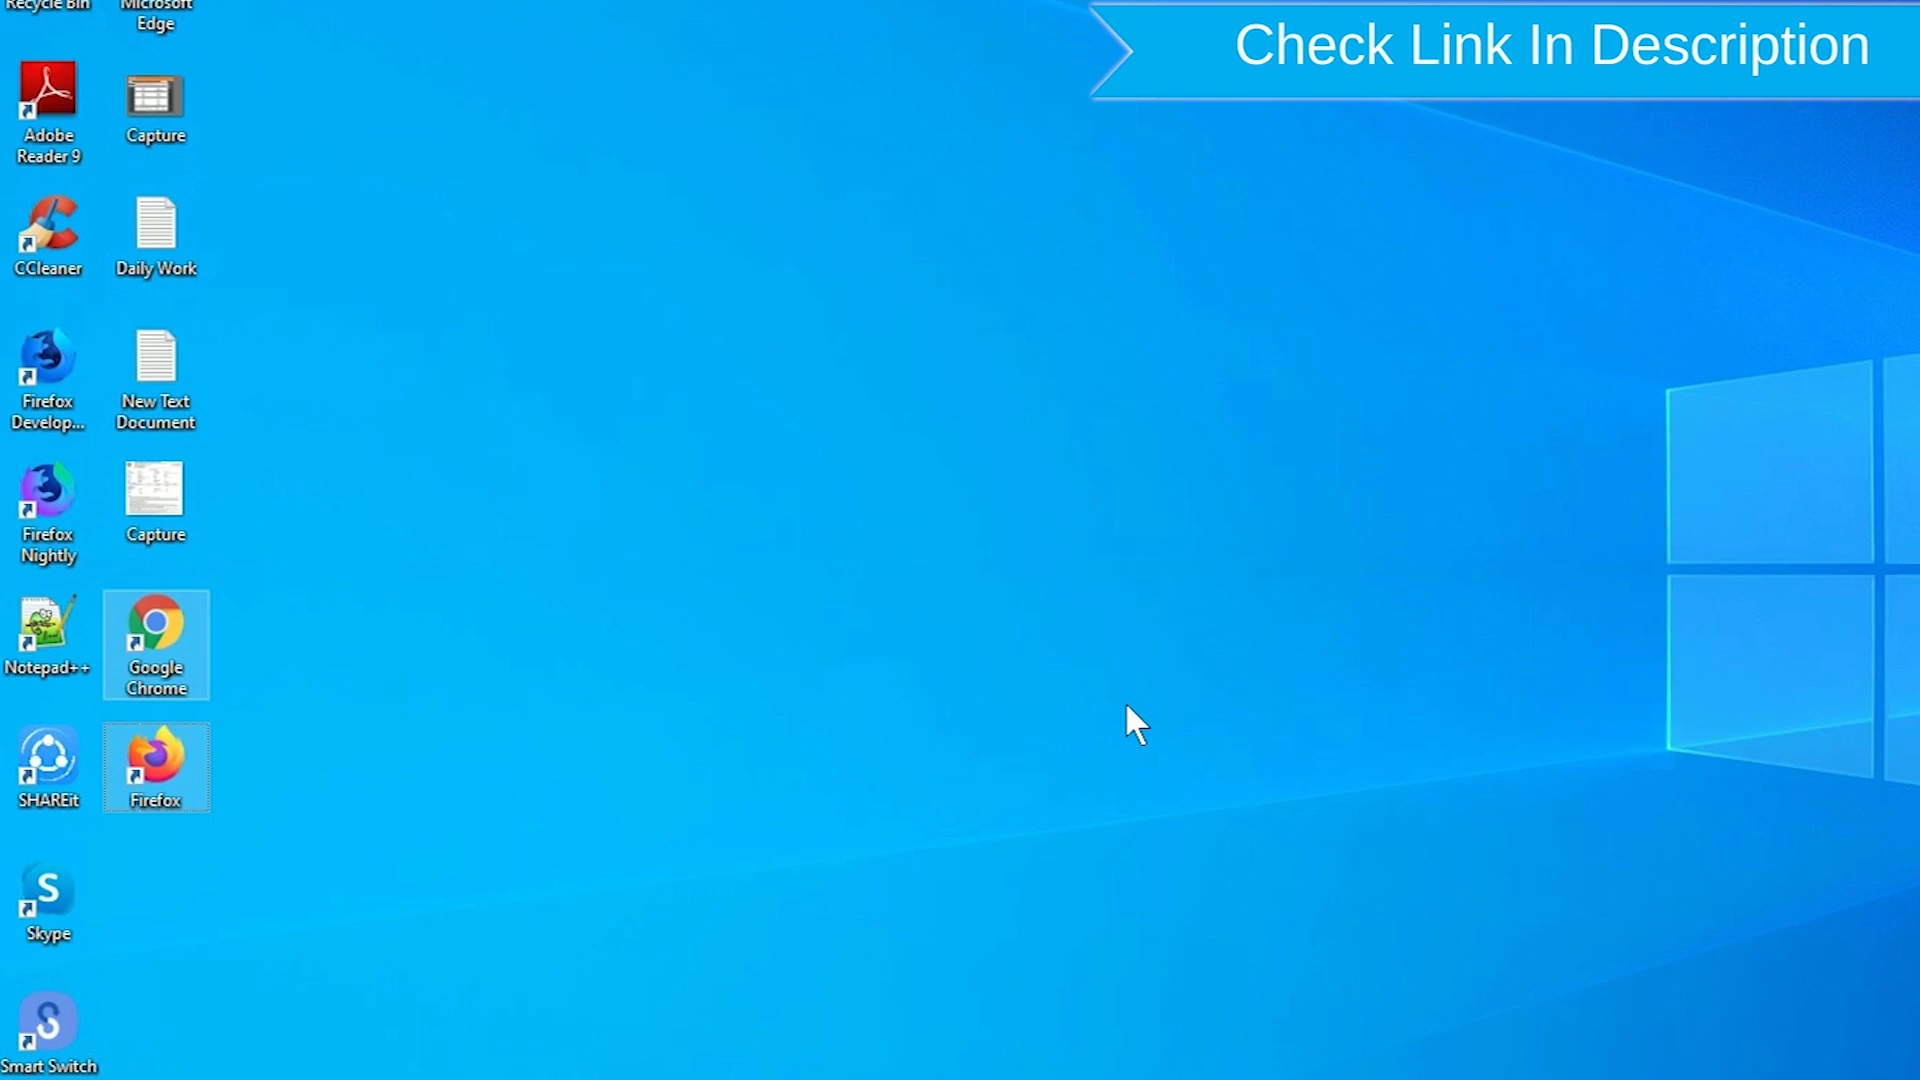 Recycle Bin
Microsoft
Edge
Check Link In Description
Adobe
Reader 9
Capture
CCleaner
Daily Work
Firefox
Develop...
New Text
Document
Firefox
Nightly
Capture
Notepad++
Google
Chrome
SHAREit
Firefox
S
Skype
S
Smart Switch